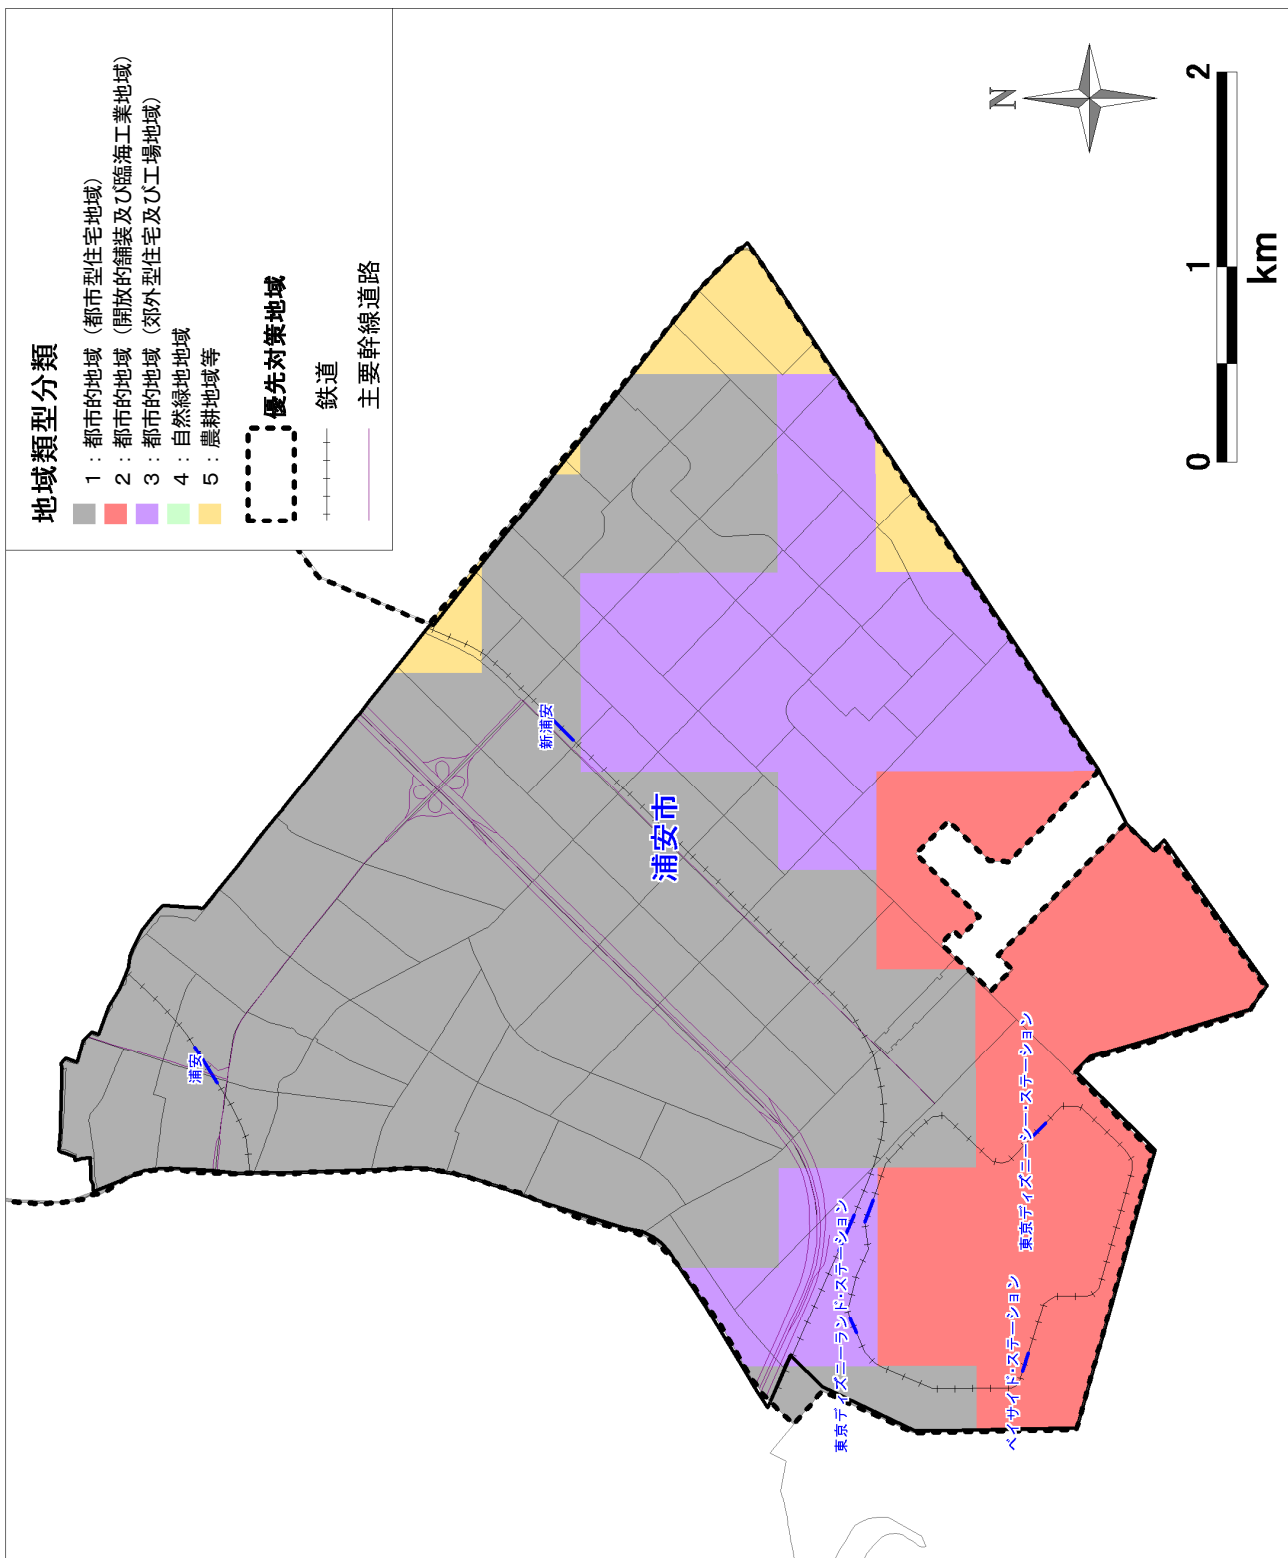 地域類型分類
1：都市的地域（都市型住宅地域）
2：都市的地域（開放的舗装及び臨海工業地域）
3：都市的地域（郊外型住宅及び工場地域）
4：自然緑地地域
5：農耕地域等
優先対策地域
鉄道
主要幹線道路
N
浦安
新浦安
浦安市
東京ディズニーランド・ステーション
東京ディズニーシー・ステーション
ベイサイド・ステーション
0 1 2
km